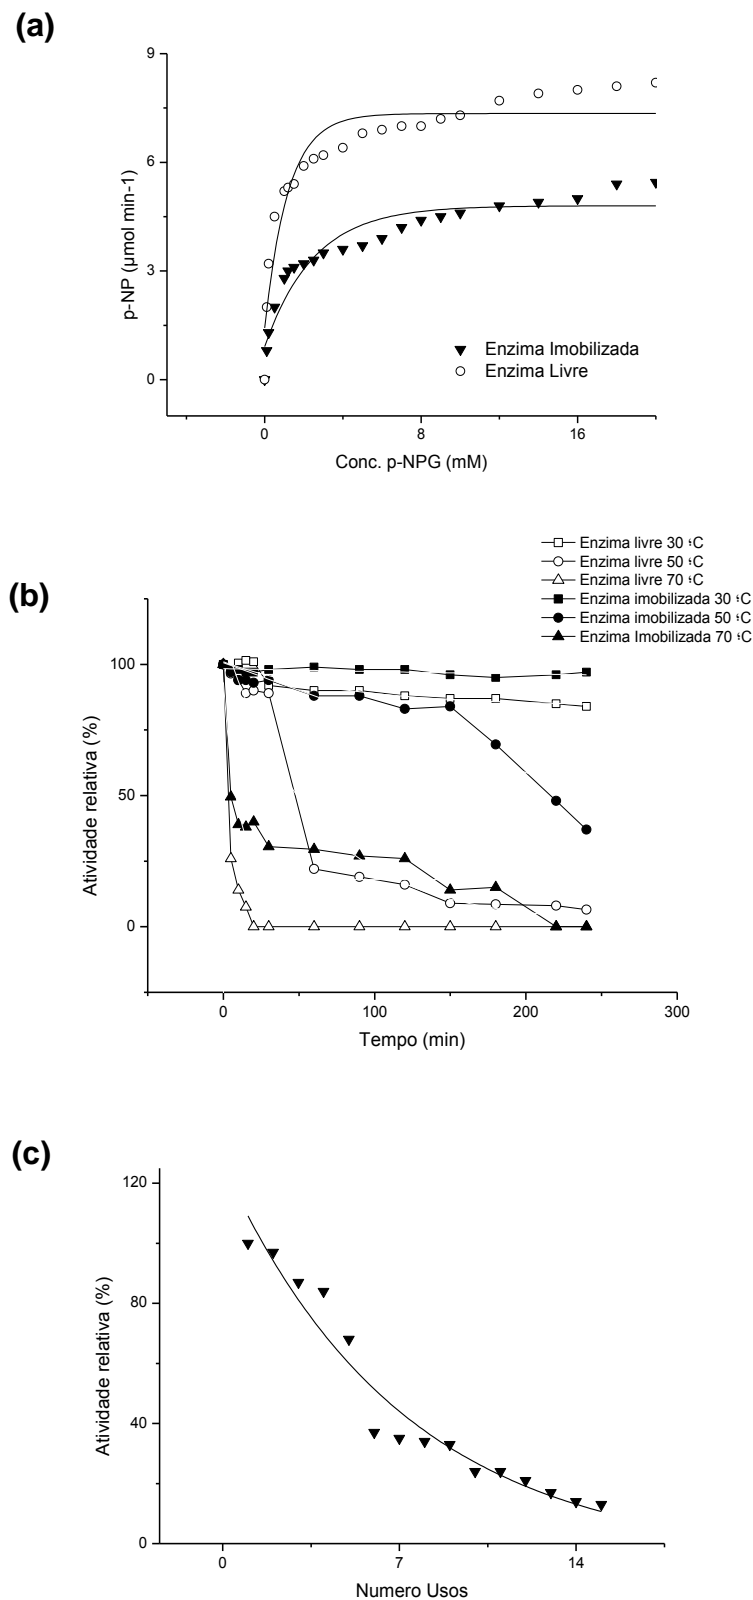 (a)
9
6
3
0
p-NP (µmol min-1)
Enzima Imobilizada
Enzima Livre
0 8 16
Conc. p-NPG (mM)
Enzima livre 30 °C
Enzima livre 50 °C
Enzima livre 70 °C
Enzima imobilizada 30 °C
Enzima imobilizada 50 °C
Enzima Imobilizada 70 °C
(b)
100
50
0
Atividade relativa (%)
0 100 200 300
Tempo (min)
(c)
120
80
40
0
Atividade relativa (%)
0 7 14
Numero Usos